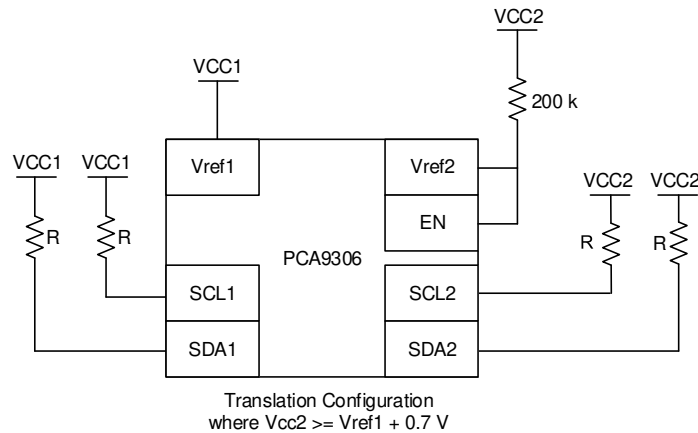 VCC2
VCC1
200 k
VCC1 VCC1
Vref1
Vref2
VCC2 VCC2
EN
R
R
R
R
PCA9306
SCL1
SCL2
SDA1
SDA2
Translation Configuration
where Vcc2 >= Vref1 + 0.7 V